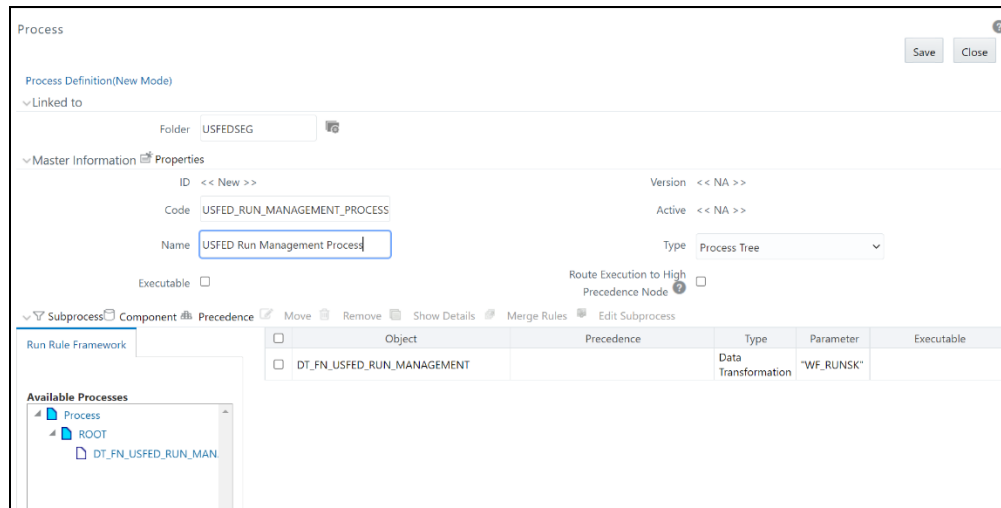 Process
Save Close
Process Definition(New Mode)
Linked to
Folder USFEDSEG
Master Information Properties
ID << New >> Version << NA >>
Code USFED_RUN_MANAGEMENT_PROCESS Active << NA >>
Name USFED Run Management Process Type Process Tree
Executable Route Execution to High
Precedence Node ?
Subprocess Component Precedence Move Remove Show Details Merge Rules Edit Subprocess
Run Rule Framework Object Precedence Type Parameter Executable
DT_FN_USFED_RUN_MANAGEMENT Data
Transformation "WF_RUNSK"
Available Processes
Process
ROOT
DT_FN_USFED_RUN_MAN.